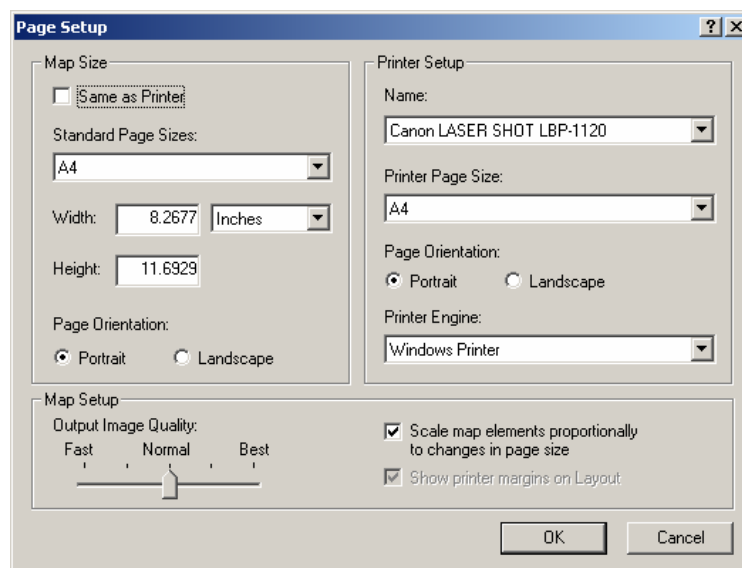 Page Setup
Map Size
Same as Printer
Standard Page Sizes:
A4
Width: 8.2677 Inches
Height: 11.6929
Page Orientation:
Portrait Landscape
Printer Setup
Name:
Canon LASER SHOT LBP-1120
Printer Page Size:
A4
Page Orientation:
Portrait Landscape
Printer Engine:
Windows Printer
Map Setup
Output Image Quality:
Fast Normal Best
Scale map elements proportionally
to changes in page size
Show printer margins on Layout
OK Cancel